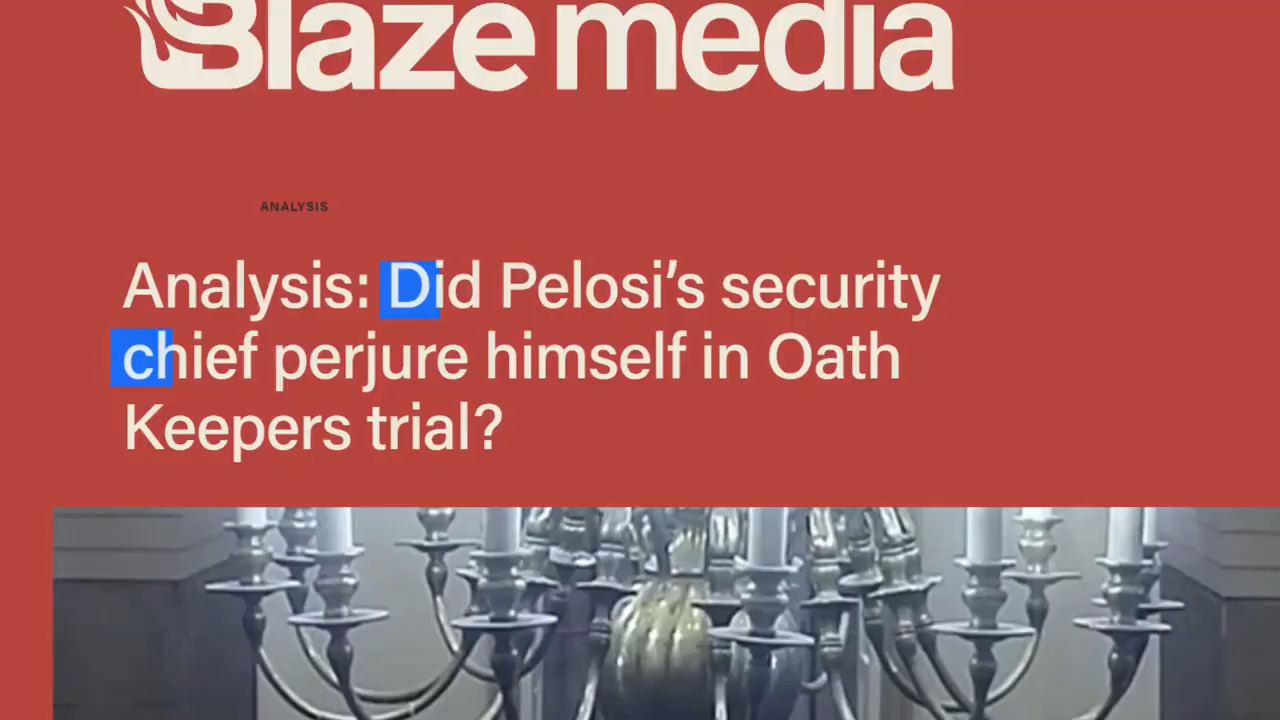 Blaze media
ANALYSIS
Analysis: Did Pelosi’s security
chief perjure himself in Oath
Keepers trial?